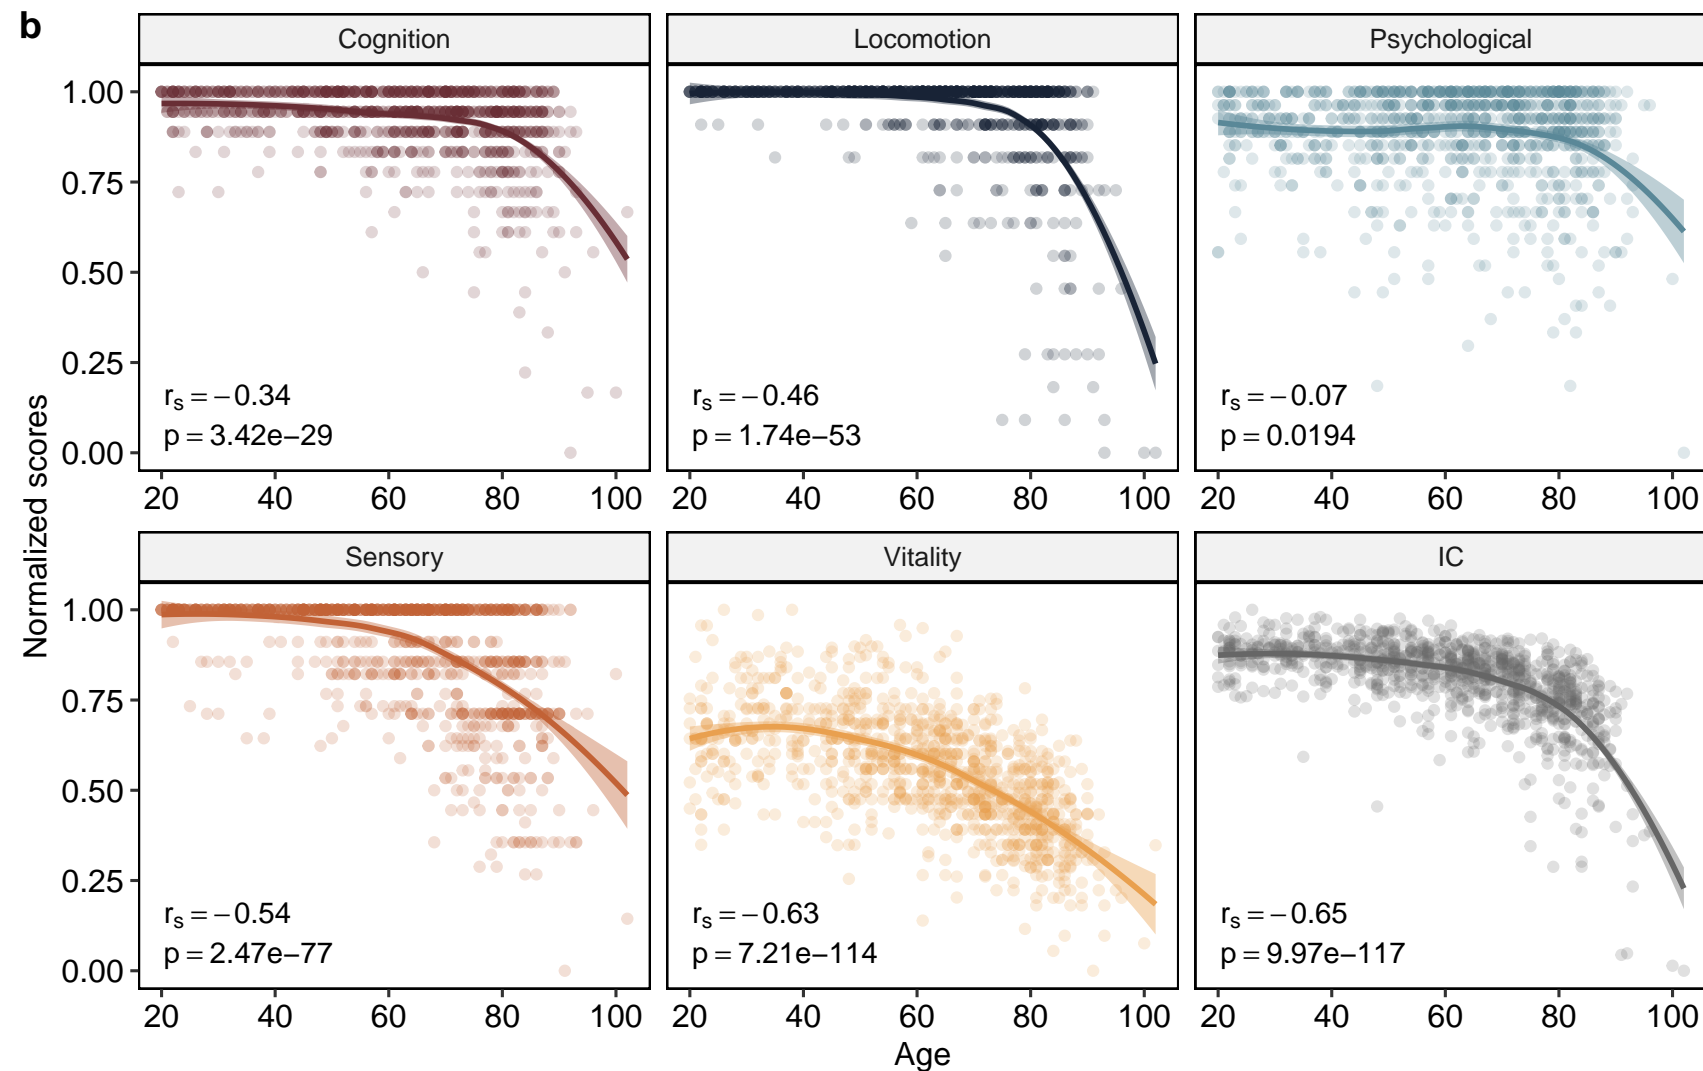 b
Cognition
Locomotion
Psychological
Normalized scores
1.00
0.75
0.50
0.25
0.00
rs = −0.34
p = 3.42e−29
rs = −0.46
p = 1.74e−53
rs = −0.07
p = 0.0194
20 40 60 80 100
20 40 60 80 100
20 40 60 80 100
Sensory
Vitality
IC
1.00
0.75
0.50
0.25
0.00
rs = −0.54
p = 2.47e−77
rs = −0.63
p = 7.21e−114
rs = −0.65
p = 9.97e−117
20 40 60 80 100
20 40 60 80 100
20 40 60 80 100
Age